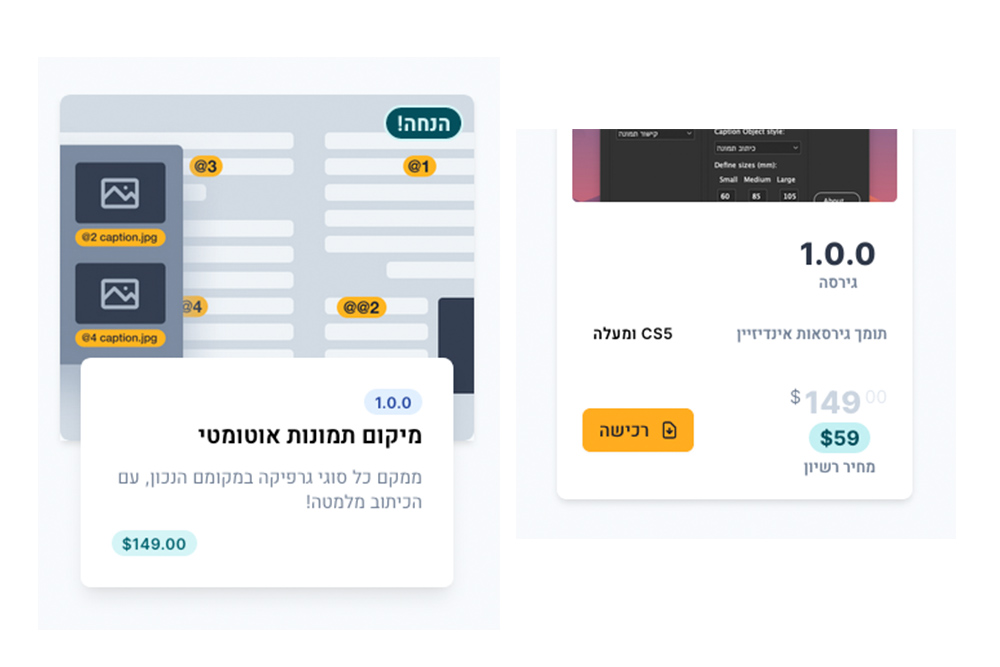 הנחה!
@3
@1
@2 caption.jpg
@4
@@2
@4 caption.jpg
1.0.0
מיקום תמונות אוטומטי
ממקם כל סוגי גרפיקה במקומם הנכון, עם
הכיתוב מלמטה!
$149.00
קישור תמונה
Caption Object style:
כיתוב תמונה
Define sizes (mm):
Small Medium Large
60 85 105
About...
1.0.0
גירסה
תומך גירסאות אינדיזיין
CS5 ומעלה
$149.00
$59
מחיר רשיון
רכישה